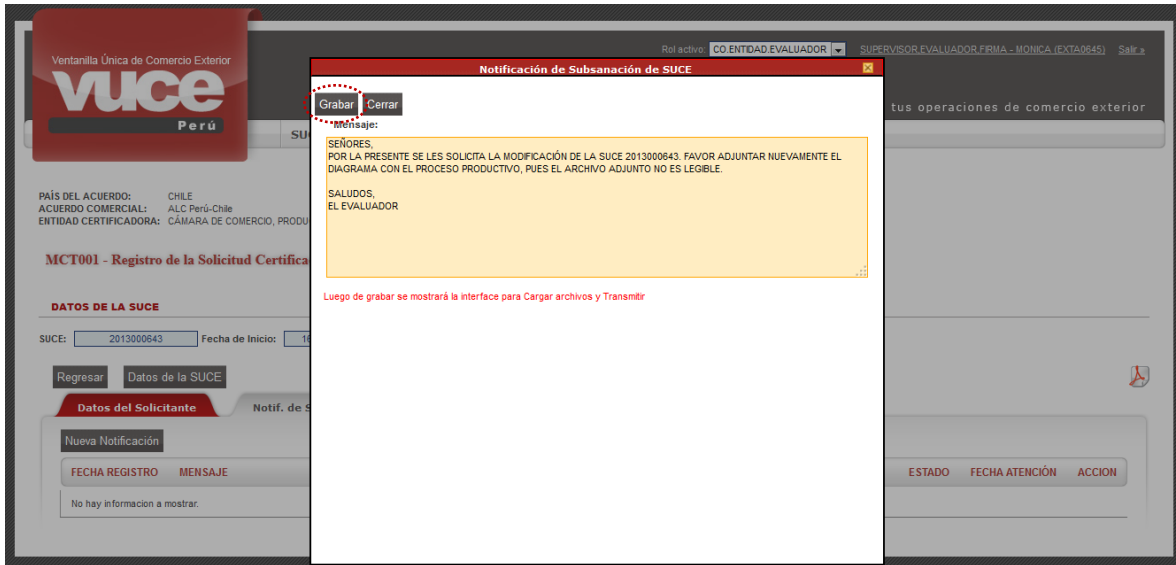 Ventanilla Única de Comercio Exterior
vuce
Perú
Rol activo: CO.ENTIDAD.EVALUADOR SUPERVISOR.EVALUADOR.FIRMA - MONICA (EXTA0645) Salir »
tus operaciones de comercio exterior
SU
Notificación de Subsanación de SUCE
Grabar Cerrar
Mensaje:
SEÑORES,
POR LA PRESENTE SE LES SOLICITA LA MODIFICACIÓN DE LA SUCE 2013000643. FAVOR ADJUNTAR NUEVAMENTE EL
DIAGRAMA CON EL PROCESO PRODUCTIVO, PUES EL ARCHIVO ADJUNTO NO ES LEGIBLE.
SALUDOS,
EL EVALUADOR
Luego de grabar se mostrará la interface para Cargar archivos y Transmitir
PAÍS DEL ACUERDO: CHILE
ACUERDO COMERCIAL: ALC Perú-Chile
ENTIDAD CERTIFICADORA: CÁMARA DE COMERCIO, PRODU
MCT001 - Registro de la Solicitud Certifica
DATOS DE LA SUCE
SUCE: 2013000643 Fecha de Inicio: 16
Regresar Datos de la SUCE
Datos del Solicitante Notif. de S
Nueva Notificación
FECHA REGISTRO MENSAJE ESTADO FECHA ATENCIÓN ACCION
No hay informacion a mostrar.